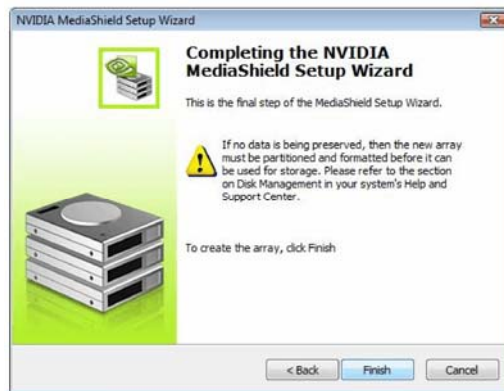 NVIDIA MediaShield Setup Wizard
Completing the NVIDIA
MediaShield Setup Wizard
This is the final step of the MediaShield Setup Wizard.
If no data is being preserved, then the new array
must be partitioned and formatted before it can
be used for storage. Please refer to the section
on Disk Management in your system's Help and
Support Center.
To create the array, click Finish
< Back
Finish
Cancel